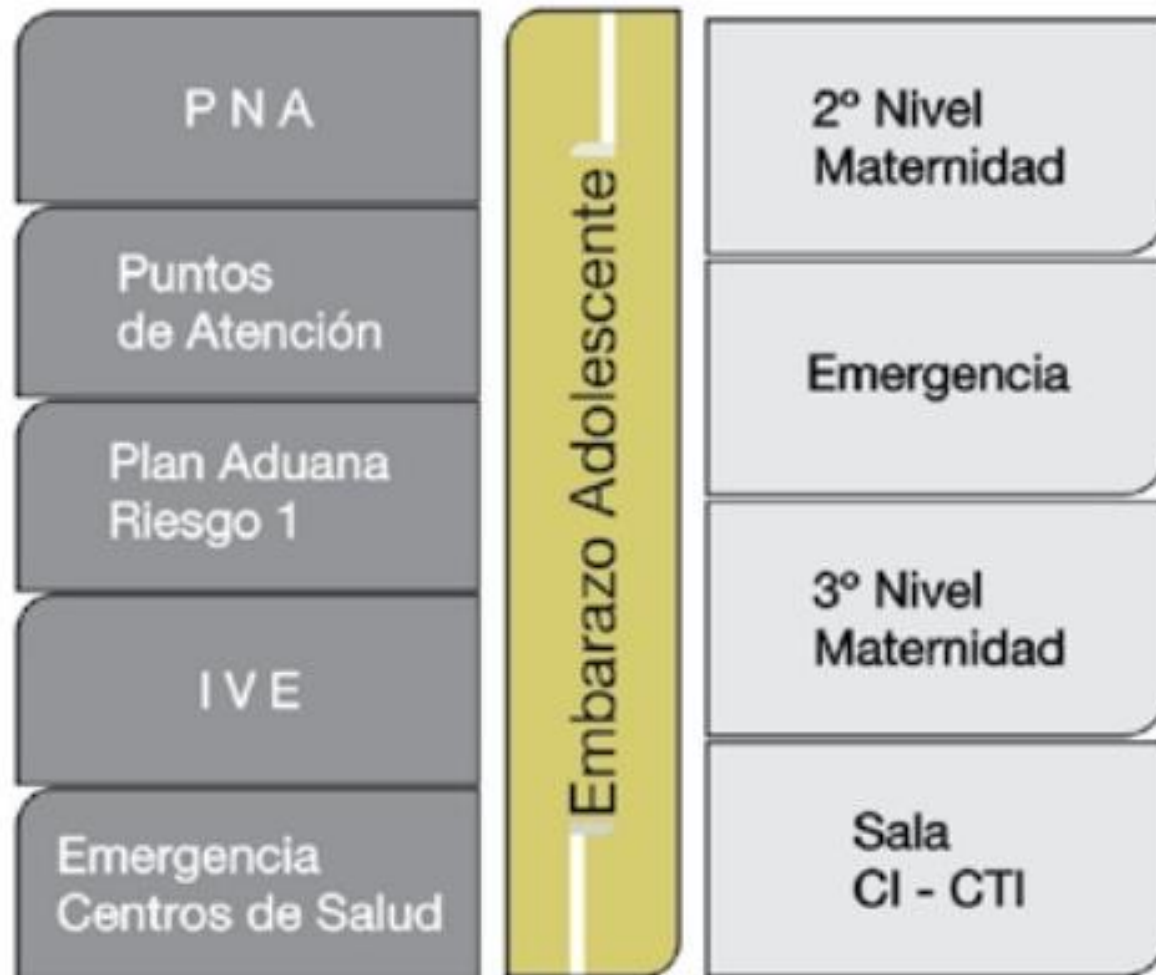 P N A
Puntos
de Atención
Plan Aduana
Riesgo 1
I V E
Emergencia
Centros de Salud
Embarazo Adolescente
2º Nivel
Maternidad
Emergencia
3º Nivel
Maternidad
Sala
CI - CTI